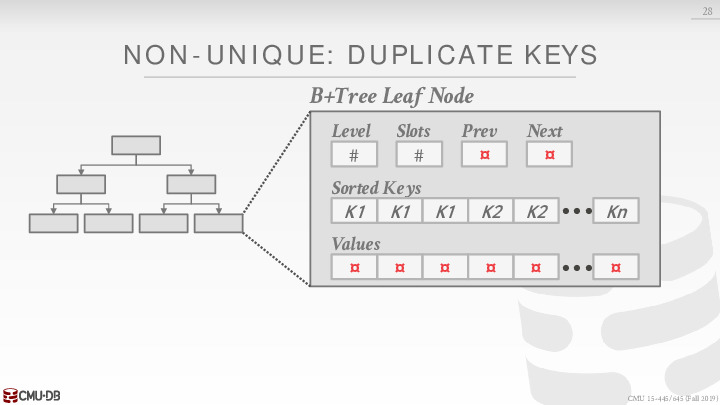 28
NON-UNIQUE: DUPLICATE KEYS
B+Tree Leaf Node
Level Slots Prev Next
# # ¤ ¤
Sorted Keys
K1 K1 K1 K2 K2 ••• Kn
Values
¤ ¤ ¤ ¤ ¤ ••• ¤
CMU·DB
CMU 15-445/645 (Fall 2019)